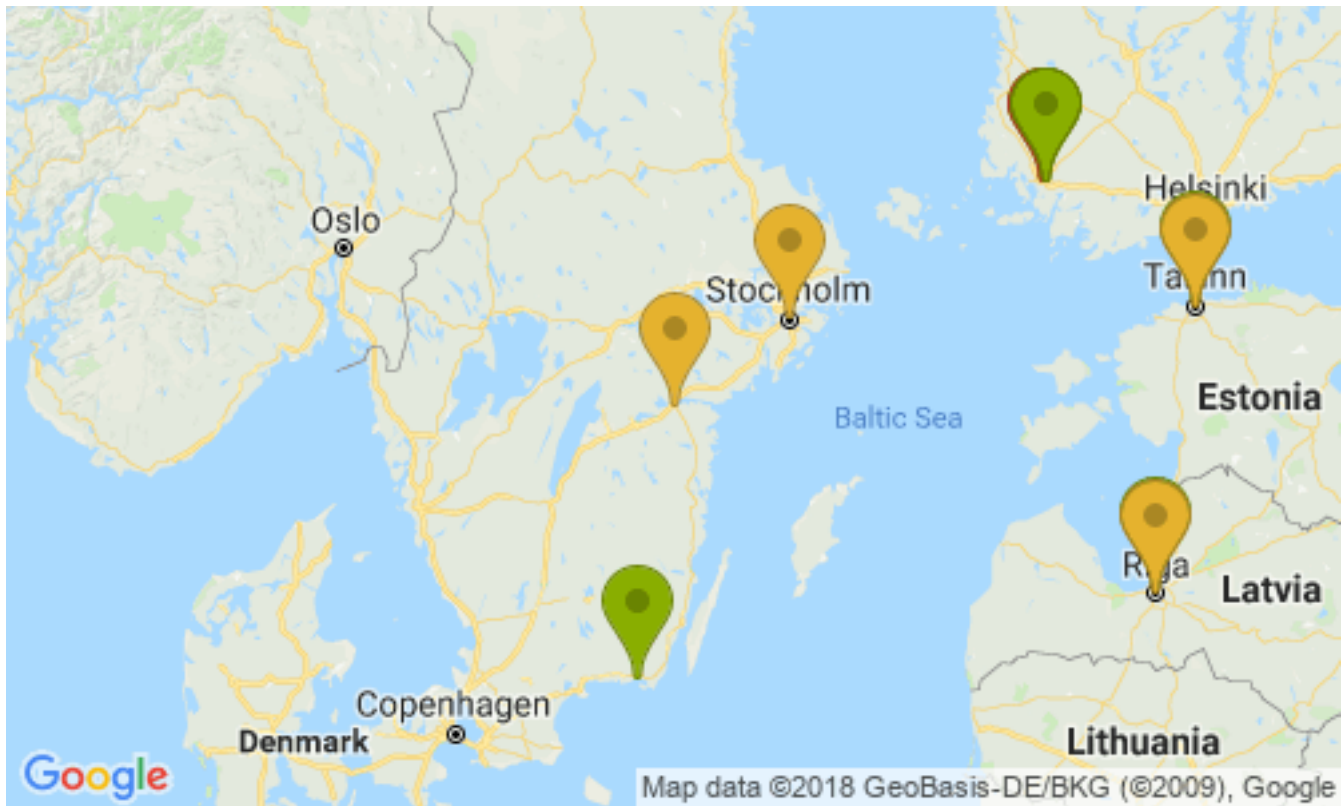 Helsinki
Oslo
Tallinn
Stockholm
Estonia
Baltic Sea
Riga
Latvia
Copenhagen
Denmark
Lithuania
Google
Map data ©2018 GeoBasis-DE/BKG (©2009), Google